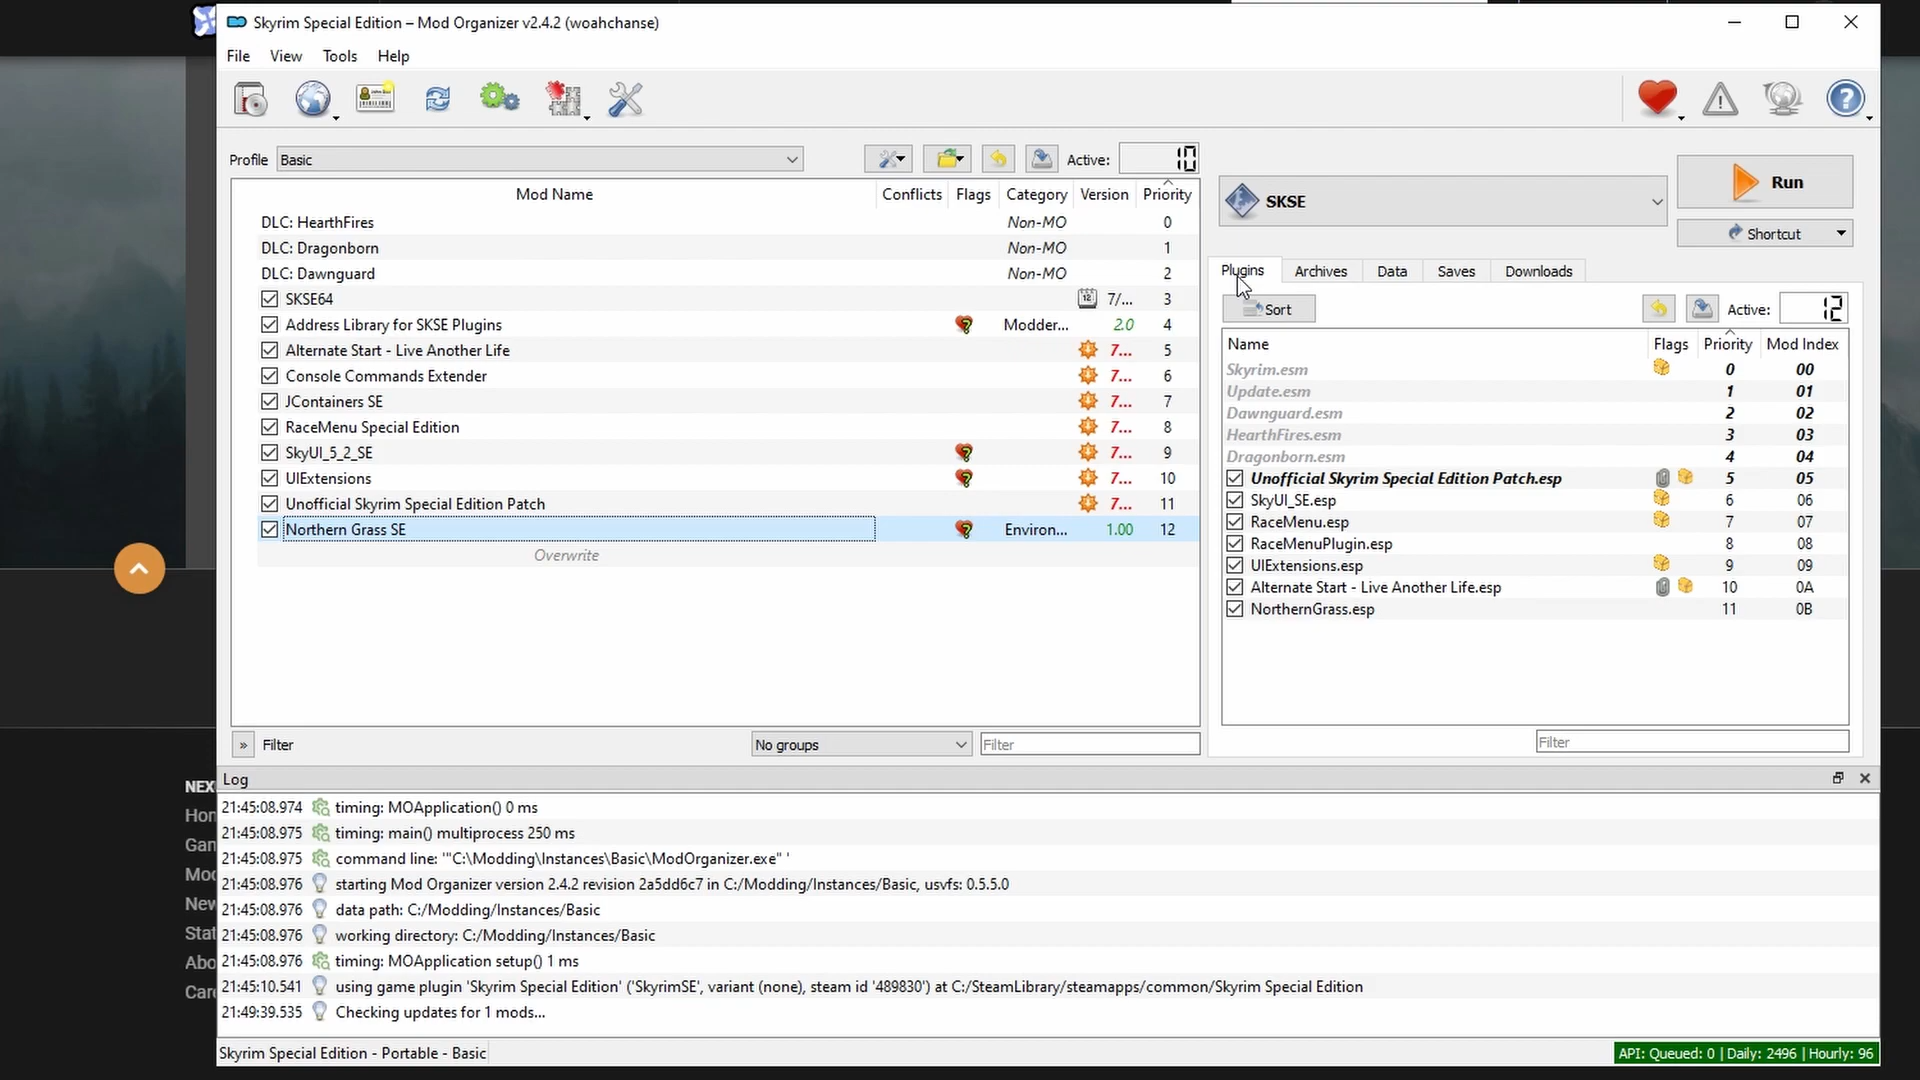 Skyrim Special Edition – Mod Organizer v2.4.2 (woahchanse)
File View Tools Help
Profile Basic Active: 10
Mod Name Conflicts Flags Category Version Priority
DLC: HearthFires Non-MO 0
DLC: Dragonborn Non-MO 1
DLC: Dawnguard Non-MO 2
SKSE64 7/... 3
Address Library for SKSE Plugins Modder... 2.0 4
Alternate Start - Live Another Life 7... 5
Console Commands Extender 7... 6
JContainers SE 7... 7
RaceMenu Special Edition 7... 8
SkyUI_5_2_SE 7... 9
UIExtensions 7... 10
Unofficial Skyrim Special Edition Patch 7... 11
Northern Grass SE Environ... 1.00 12
Overwrite
» Filter No groups Filter
SKSE
Run
Shortcut
Plugins Archives Data Saves Downloads
Sort Active: 12
Name Flags Priority Mod Index
Skyrim.esm 0 00
Update.esm 1 01
Dawnguard.esm 2 02
HearthFires.esm 3 03
Dragonborn.esm 4 04
Unofficial Skyrim Special Edition Patch.esp 5 05
SkyUI_SE.esp 6 06
RaceMenu.esp 7 07
RaceMenuPlugin.esp 8 08
UIExtensions.esp 9 09
Alternate Start - Live Another Life.esp 10 0A
NorthernGrass.esp 11 0B
Filter
Log
21:45:08.974 timing: MOApplication() 0 ms
21:45:08.975 timing: main() multiprocess 250 ms
21:45:08.975 command line: '"C:\Modding\Instances\Basic\ModOrganizer.exe" '
21:45:08.976 starting Mod Organizer version 2.4.2 revision 2a5dd6c7 in C:/Modding/Instances/Basic, usvfs: 0.5.5.0
21:45:08.976 data path: C:/Modding/Instances/Basic
21:45:08.976 working directory: C:/Modding/Instances/Basic
21:45:08.976 timing: MOApplication setup() 1 ms
21:45:10.541 using game plugin 'Skyrim Special Edition' ('SkyrimSE', variant (none), steam id '489830') at C:/SteamLibrary/steamapps/common/Skyrim Special Edition
21:49:39.535 Checking updates for 1 mods...
Skyrim Special Edition - Portable - Basic
API: Queued: 0 | Daily: 2496 | Hourly: 96